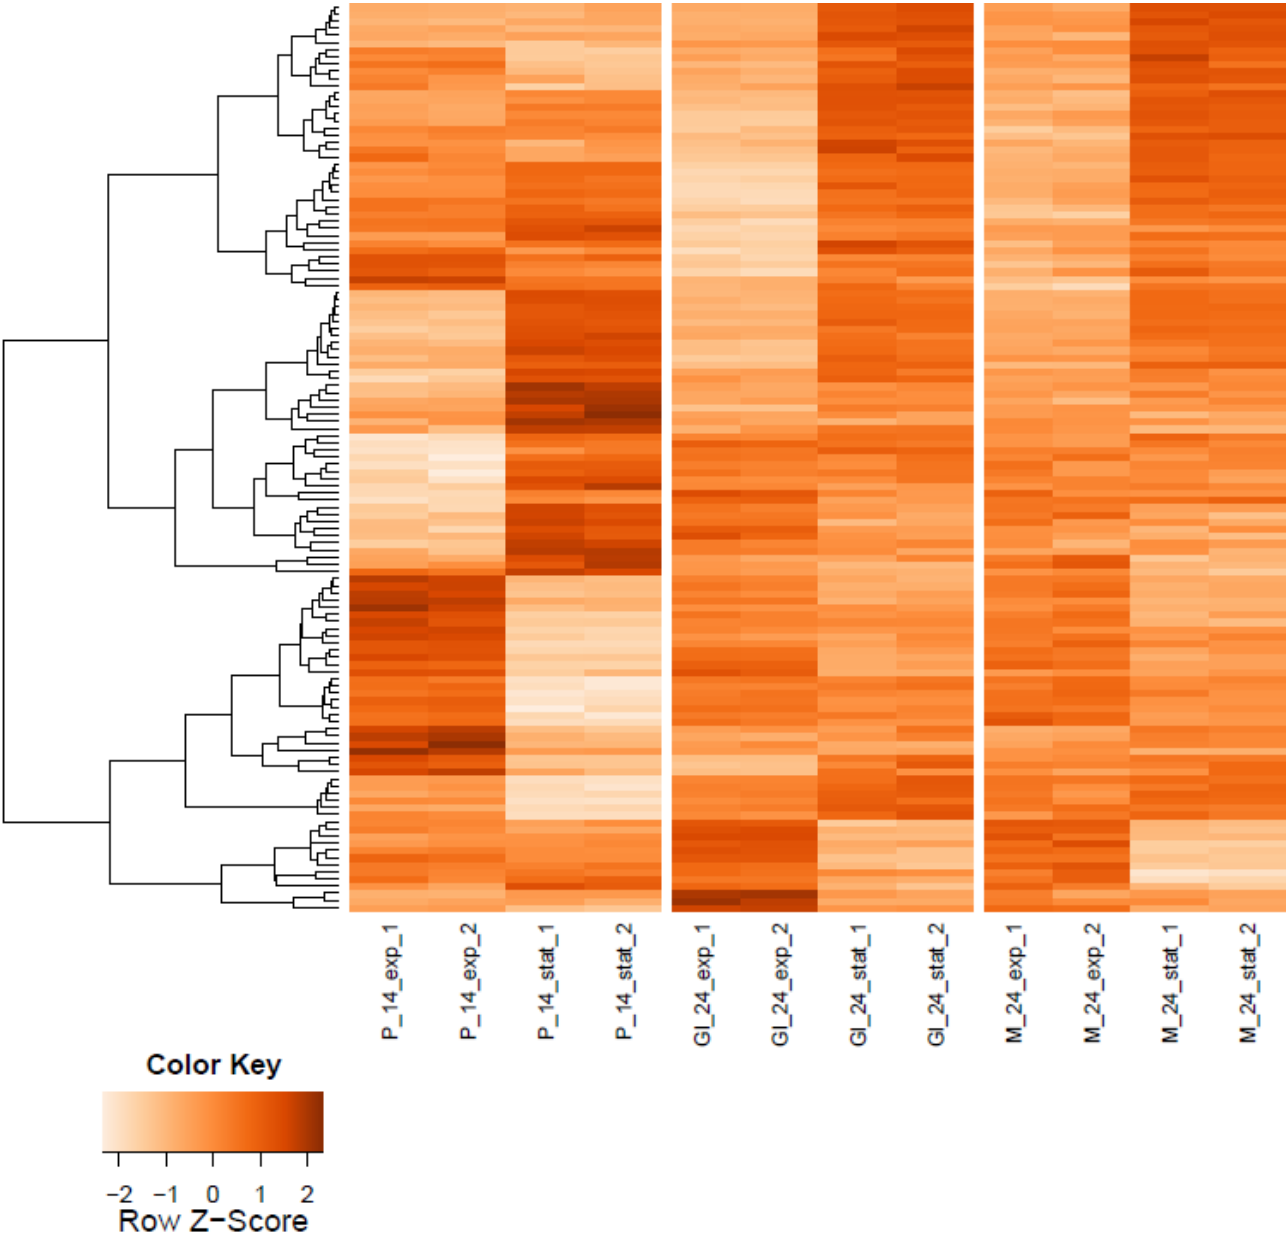 P_14_exp_1
P_14_exp_2
P_14_stat_1
P_14_stat_2
GI_24_exp_1
GI_24_exp_2
GI_24_stat_1
GI_24_stat_2
M_24_exp_1
M_24_exp_2
M_24_stat_1
M_24_stat_2
Color Key
−2 −1 0 1 2
Row Z−Score